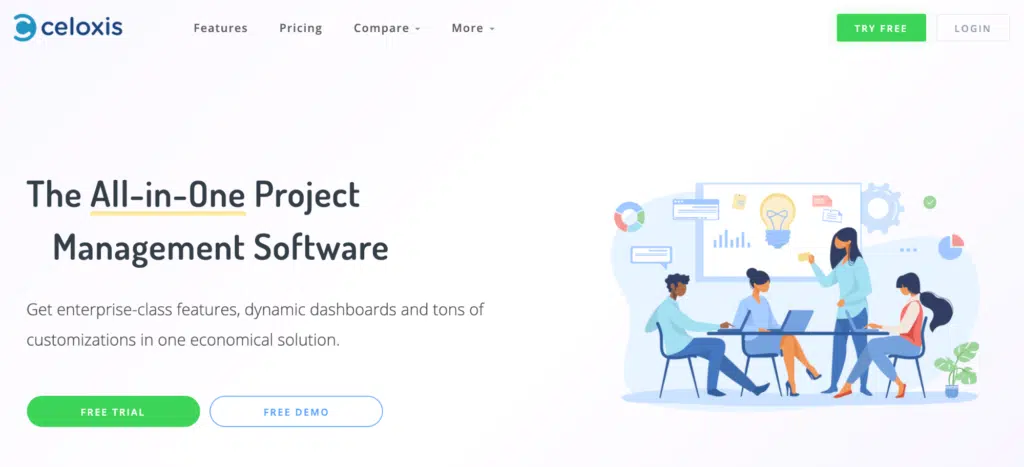 celoxis
Features
Pricing
Compare
More
TRY FREE
LOGIN
The All-in-One Project
Management Software
Get enterprise-class features, dynamic dashboards and tons of
customizations in one economical solution.
FREE TRIAL
FREE DEMO